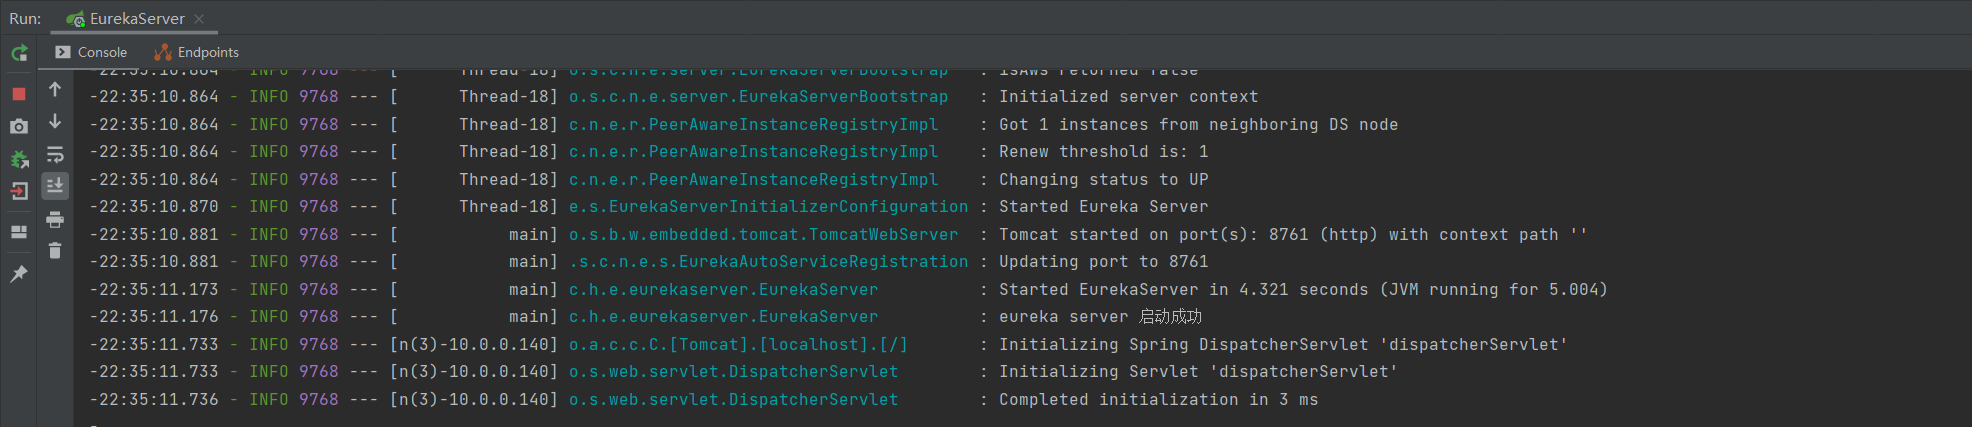 Run: EurekaServer
Console Endpoints
-22:35:10.864 - INFO 9768 --- [ Thread-18] o.s.c.n.e.server.EurekaServerBootstrap : isAws returned false
-22:35:10.864 - INFO 9768 --- [ Thread-18] o.s.c.n.e.server.EurekaServerBootstrap : Initialized server context
-22:35:10.864 - INFO 9768 --- [ Thread-18] c.n.e.r.PeerAwareInstanceRegistryImpl : Got 1 instances from neighboring DS node
-22:35:10.864 - INFO 9768 --- [ Thread-18] c.n.e.r.PeerAwareInstanceRegistryImpl : Renew threshold is: 1
-22:35:10.864 - INFO 9768 --- [ Thread-18] c.n.e.r.PeerAwareInstanceRegistryImpl : Changing status to UP
-22:35:10.870 - INFO 9768 --- [ Thread-18] e.s.EurekaServerInitializerConfiguration : Started Eureka Server
-22:35:10.881 - INFO 9768 --- [ main] o.s.b.w.embedded.tomcat.TomcatWebServer : Tomcat started on port(s): 8761 (http) with context path ''
-22:35:10.881 - INFO 9768 --- [ main] .s.c.n.e.s.EurekaAutoServiceRegistration : Updating port to 8761
-22:35:11.173 - INFO 9768 --- [ main] c.h.e.eurekaserver.EurekaServer : Started EurekaServer in 4.321 seconds (JVM running for 5.004)
-22:35:11.176 - INFO 9768 --- [ main] c.h.e.eurekaserver.EurekaServer : eureka server 启动成功
-22:35:11.733 - INFO 9768 --- [n(3)-10.0.0.140] o.a.c.c.C.[Tomcat].[localhost].[/] : Initializing Spring DispatcherServlet 'dispatcherServlet'
-22:35:11.733 - INFO 9768 --- [n(3)-10.0.0.140] o.s.web.servlet.DispatcherServlet : Initializing Servlet 'dispatcherServlet'
-22:35:11.736 - INFO 9768 --- [n(3)-10.0.0.140] o.s.web.servlet.DispatcherServlet : Completed initialization in 3 ms